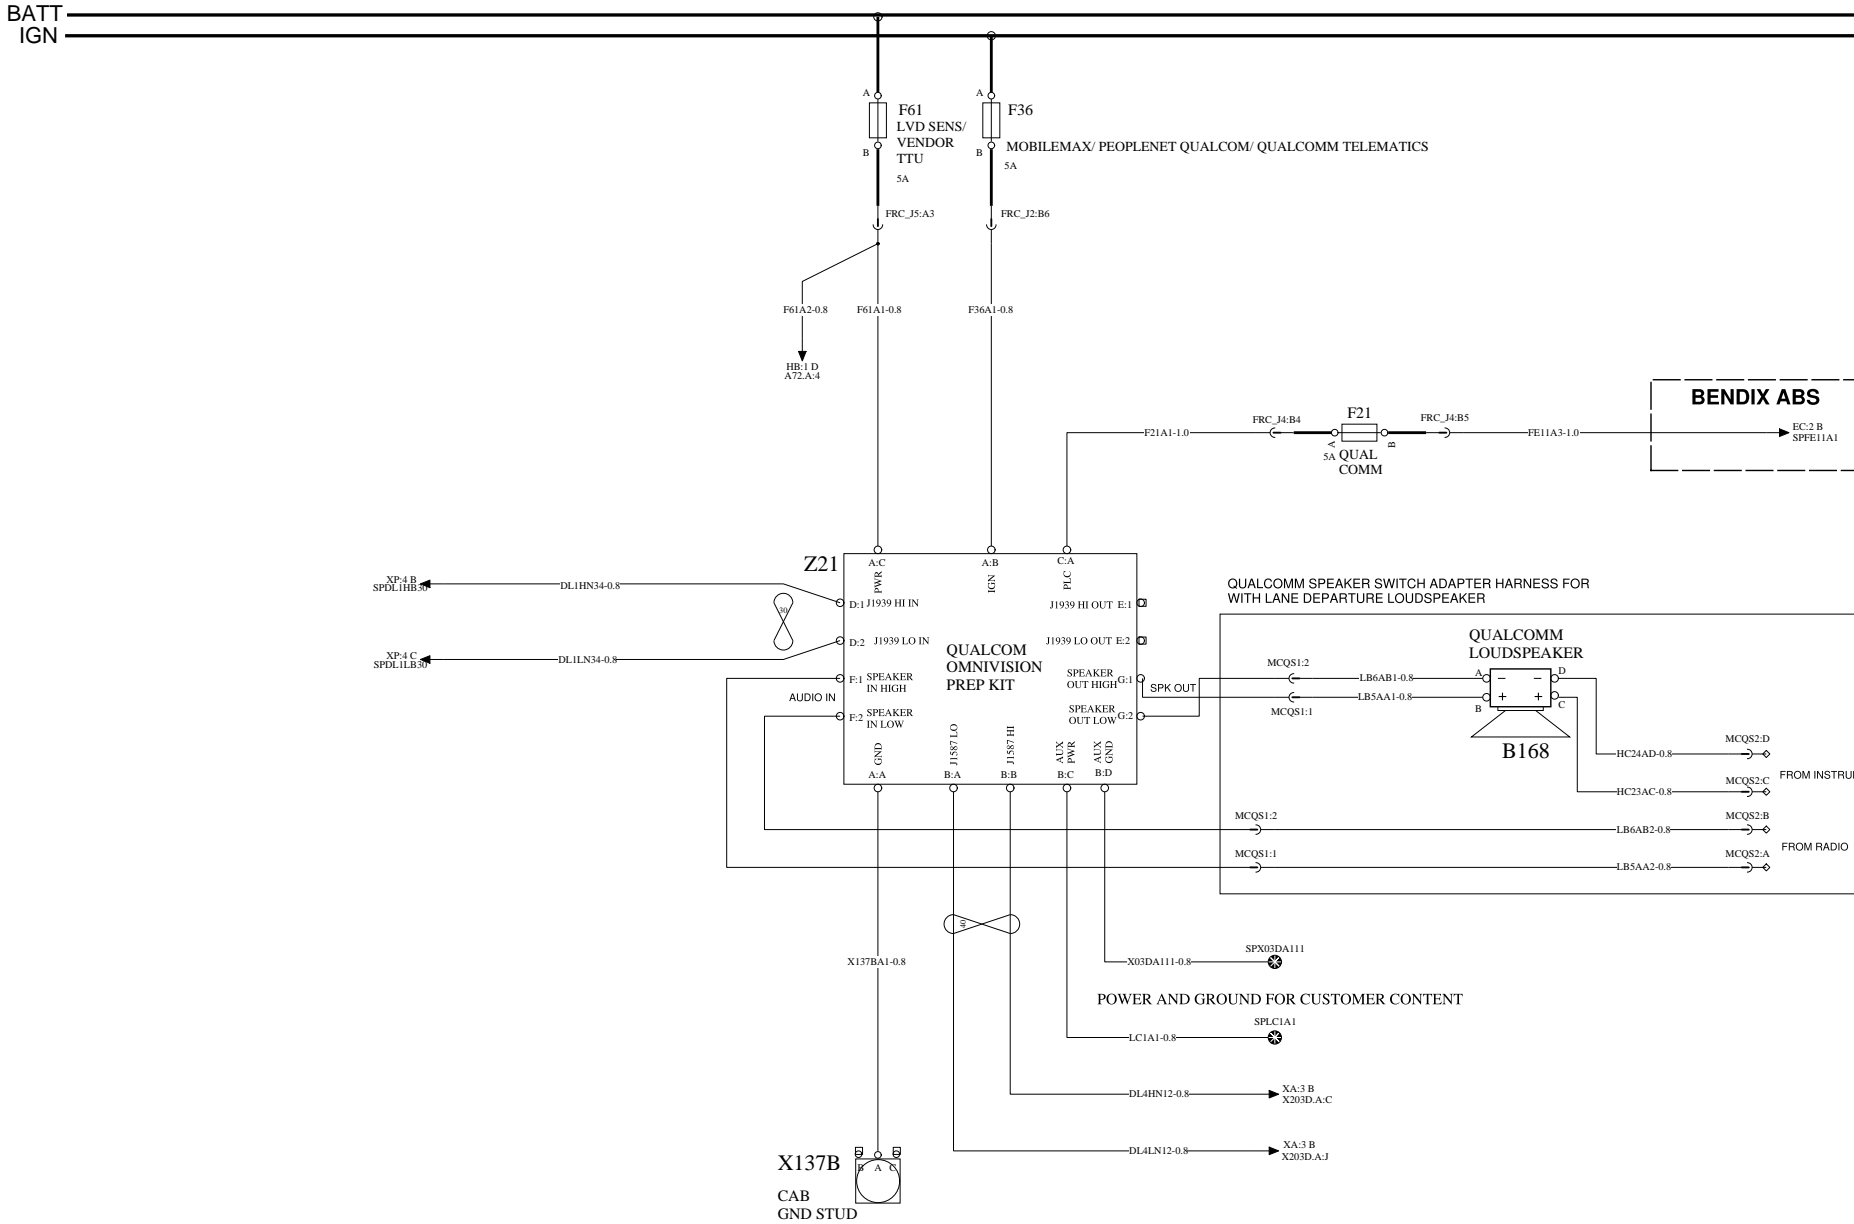 BATT
IGN
A
F61
LVD SENS/
VENDOR
TTU
B
5A
A
F36
B
MOBILEMAX/ PEOPLENET QUALCOM/ QUALCOMM TELEMATICS
5A
FRC_J5:A3
FRC_J2:B6
F61A2-0.8
F61A1-0.8
F36A1-0.8
HB:1 D
A72.A:4
BENDIX ABS
F21A1-1.0
FRC_J4:B4
F21
A
B
5A QUAL
COMM
FRC_J4:B5
FE11A3-1.0
EC:2 B
SPFE11A1
Z21
A:C
PWR
A:B
IGN
C:A
PLC
XP:4 B
SPDL1HB30
DL1HN34-0.8
30
D:1 J1939 HI IN
J1939 HI OUT E:1
XP:4 C
SPDL1LB30
DL1LN34-0.8
D:2 J1939 LO IN
J1939 LO OUT E:2
QUALCOM
OMNIVISION
PREP KIT
F:1 SPEAKER
IN HIGH
AUDIO IN
F:2 SPEAKER
IN LOW
SPEAKER
OUT HIGH G:1
SPK OUT
SPEAKER
OUT LOW G:2
GND
A:A
J1587 LO
B:A
J1587 HI
B:B
AUX
PWR
B:C
AUX
GND
B:D
QUALCOMM SPEAKER SWITCH ADAPTER HARNESS FOR
WITH LANE DEPARTURE LOUDSPEAKER
QUALCOMM
LOUDSPEAKER
MCQS1:2
LB6AB1-0.8
MCQS1:1
LB5AA1-0.8
A
B
D
C
− −
+ +
B168
HC24AD-0.8
MCQS2:D
HC23AC-0.8
MCQS2:C
FROM INSTRU
MCQS1:2
LB6AB2-0.8
MCQS2:B
FROM RADIO
MCQS1:1
LB5AA2-0.8
MCQS2:A
40
X137BA1-0.8
X03DA111-0.8
SPX03DA111
POWER AND GROUND FOR CUSTOMER CONTENT
LC1A1-0.8
SPLC1A1
DL4HN12-0.8
XA:3 B
X203D.A:C
DL4LN12-0.8
XA:3 B
X203D.A:J
X137B
B A C
CAB
GND STUD